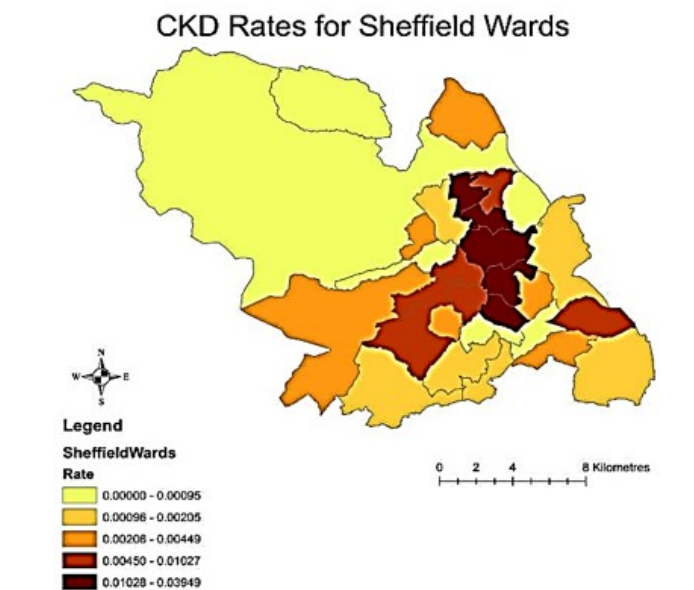 CKD Rates for Sheffield Wards
N
W E
S
Legend
SheffieldWards
Rate
0.00000 - 0.00095
0.00096 - 0.00205
0.00206 - 0.00449
0.00450 - 0.01027
0.01028 - 0.03949
0 2 4 8 Kilometres